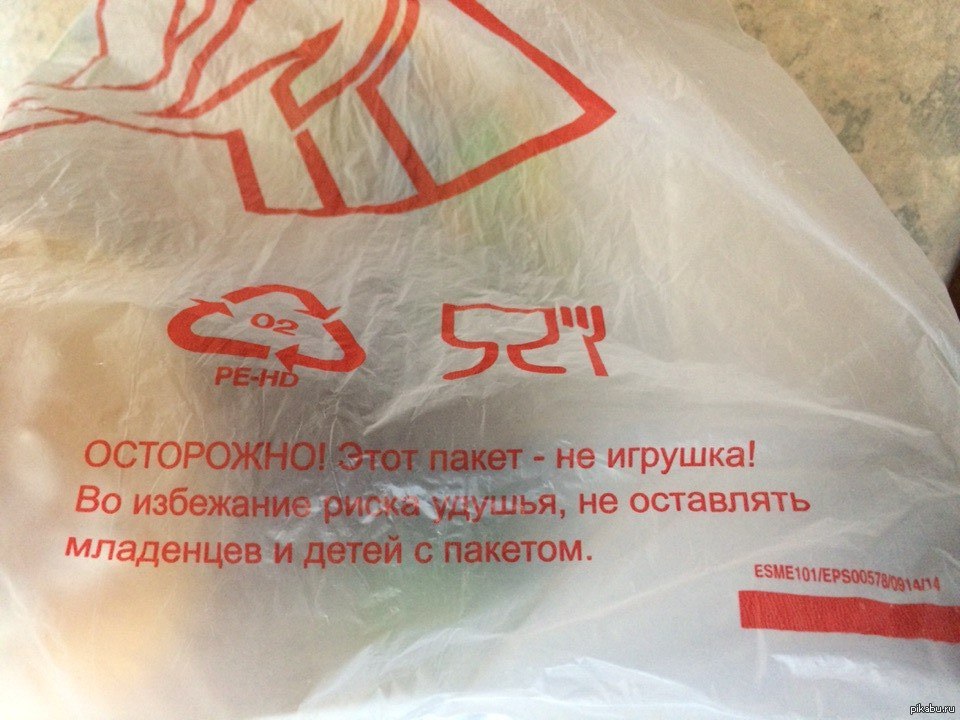 02
PE-HD
ОСТОРОЖНО! Этот пакет - не игрушка!
Во избежание риска удушья, не оставлять
младенцев и детей с пакетом.
ESME101/EPS00578/0914/14
pikabu.ru